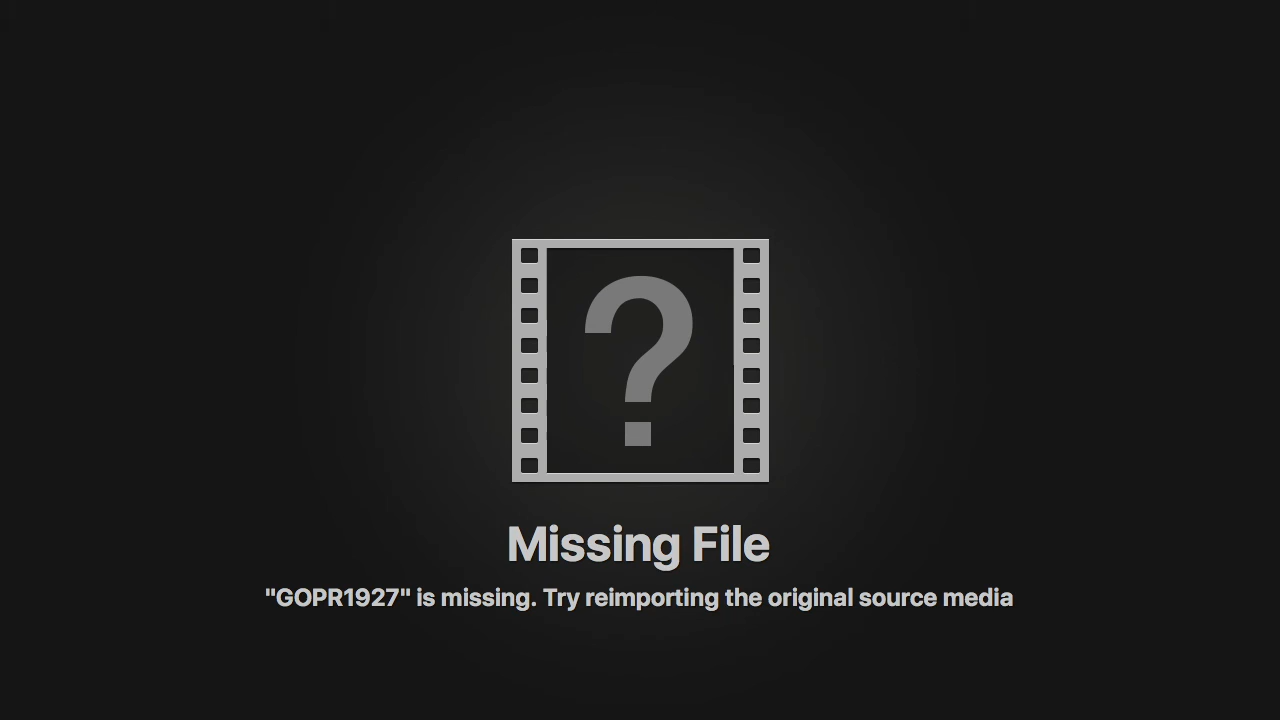 ?
Missing File
"GOPR1927" is missing. Try reimporting the original source media